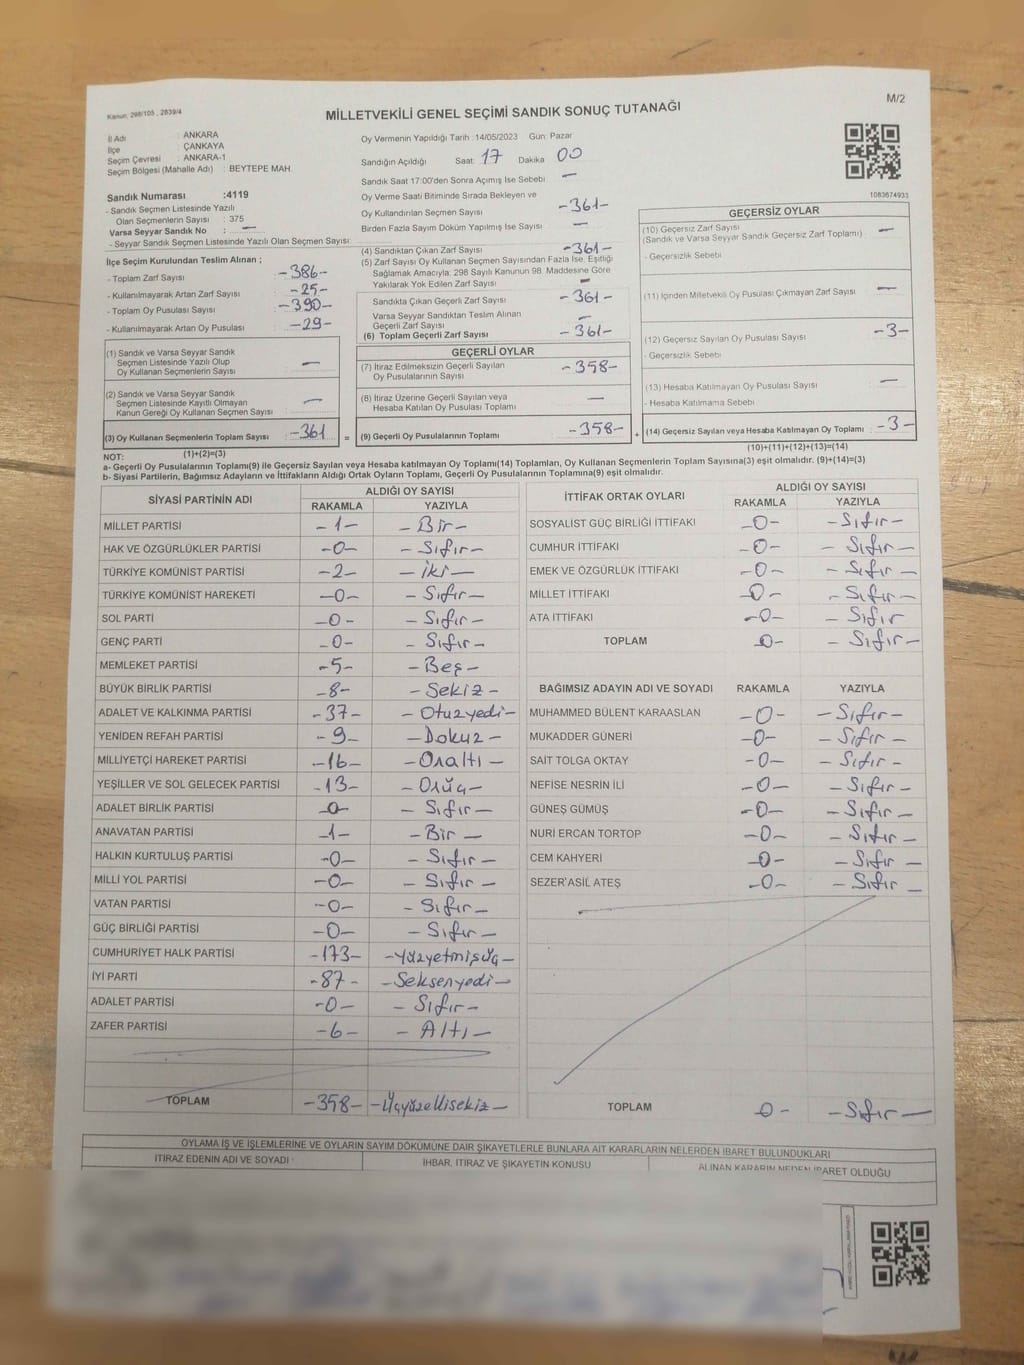 Kanun: 298/105, 2839/4
M/2
MİLLETVEKİLİ GENEL SEÇİMİ SANDIK SONUÇ TUTANAĞI
İl Adı : ANKARA
İlçe : ÇANKAYA
Seçim Çevresi : ANKARA-1
Seçim Bölgesi (Mahalle Adı) : BEYTEPE MAH.
Sandık Numarası :4119
- Sandık Seçmen Listesinde Yazılı
Olan Seçmenlerin Sayısı : 375
Varsa Seyyar Sandık No : —
- Seyyar Sandık Seçmen Listesinde Yazılı Olan Seçmen Sayısı:
İlçe Seçim Kurulundan Teslim Alınan ;
- Toplam Zarf Sayısı -386-
- Kullanılmayarak Artan Zarf Sayısı -25-
- Toplam Oy Pusulası -390-
- Kullanılmayarak Artan Oy Pusulası -29-
(1) Sandık ve Varsa Seyyar Sandık
Seçmen Listesinde Yazılı Olup
Oy Kullanan Seçmenlerin Sayısı —
(2) Sandık ve Varsa Seyyar Sandık
Seçmen Listesinde Kayıtlı Olmayan
Kanun Gereği Oy Kullanan Seçmen Sayısı —
(3) Oy Kullanan Seçmenlerin Toplam Sayısı -361- =
(1)+(2)=(3)
Oy Vermenin Yapıldığı Tarih : 14/05/2023 Gün: Pazar
Sandığın Açıldığı Saat: 17 Dakika 00
Sandık Saat 17:00'den Sonra Açımış İse Sebebi —
Oy Verme Saati Bitiminde Sırada Bekleyen ve
Oy Kullandırılan Seçmen Sayısı -361-
Birden Fazla Sayım Döküm Yapılmış İse Sayısı —
(4) Sandıktan Çıkan Zarf Sayısı -361-
(5) Zarf Sayısı Oy Kullanan Seçmen Sayısından Fazla İse, Eşitliği
Sağlamak Amacıyla, 298 Sayılı Kanunun 98. Maddesine Göre
Yakılarak Yok Edilen Zarf Sayısı —
Sandıkta Çıkan Geçerli Zarf Sayısı -361-
Varsa Seyyar Sandıktan Teslim Alınan
Geçerli Zarf Sayısı —
(6) Toplam Geçerli Zarf Sayısı -361-
GEÇERLİ OYLAR
(7) İtiraz Edilmeksizin Geçerli Sayılan
Oy Pusulalarının Sayısı -358-
(8) İtiraz Üzerine Geçerli Sayılan veya
Hesaba Katılan Oy Pusulası Toplamı —
(9) Geçerli Oy Pusulalarının Toplamı -358- +
1083674933
GEÇERSİZ OYLAR
(10) Geçersiz Zarf Sayısı —
(Sandık ve Varsa Seyyar Sandık Geçersiz Zarf Toplamı)
- Geçersizlik Sebebi
(11) İçinden Milletvekili Oy Pusulası Çıkmayan Zarf Sayısı —
(12) Geçersiz Sayılan Oy Pusulası Sayısı -3-
- Geçersizlik Sebebi
(13) Hesaba Katılmayan Oy Pusulası Sayısı —
- Hesaba Katılmama Sebebi
(14) Geçersiz Sayılan veya Hesaba Katılmayan Oy Toplamı -3-
(10)+(11)+(12)+(13)=(14)
NOT:
a- Geçerli Oy Pusulalarının Toplamı(9) ile Geçersiz Sayılan veya Hesaba katılmayan Oy Toplamı(14) Toplamları, Oy Kullanan Seçmenlerin Toplam Sayısına(3) eşit olmalıdır. (9)+(14)=(3)
b- Siyasi Partilerin, Bağımsız Adayların ve İttifakların Aldığı Ortak Oyların Toplamı, Geçerli Oy Pusulalarının Toplamına(9) eşit olmalıdır.
SİYASİ PARTİNİN ADI ALDIĞI OY SAYISI
RAKAMLA YAZIYLA
MİLLET PARTİSİ -1- -Bir-
HAK VE ÖZGÜRLÜKLER PARTİSİ -0- -Sıfır-
TÜRKİYE KOMÜNİST PARTİSİ -2- -iki-
TÜRKİYE KOMÜNİST HAREKETİ -0- -Sıfır-
SOL PARTİ -0- -Sıfır-
GENÇ PARTİ -0- -Sıfır-
MEMLEKET PARTİSİ -5- -Beş-
BÜYÜK BİRLİK PARTİSİ -8- -Sekiz-
ADALET VE KALKINMA PARTİSİ -37- -Otuzyedi-
YENİDEN REFAH PARTİSİ -9- -Dokuz-
MİLLİYETÇİ HAREKET PARTİSİ -16- -Onaltı-
YEŞİLLER VE SOL GELECEK PARTİSİ -13- -Onüç-
ADALET BİRLİK PARTİSİ -0- -Sıfır-
ANAVATAN PARTİSİ -1- -Bir-
HALKIN KURTULUŞ PARTİSİ -0- -Sıfır-
MİLLİ YOL PARTİSİ -0- -Sıfır-
VATAN PARTİSİ -0- -Sıfır-
GÜÇ BİRLİĞİ PARTİSİ -0- -Sıfır-
CUMHURİYET HALK PARTİSİ -173- -Yüzyetmişüç-
İYİ PARTİ -87- -Seksenyedi-
ADALET PARTİSİ -0- -Sıfır-
ZAFER PARTİSİ -6- -Altı-
TOPLAM -358- -Üçyüzellisekiz-
İTTİFAK ORTAK OYLARI ALDIĞI OY SAYISI
RAKAMLA YAZIYLA
SOSYALİST GÜÇ BİRLİĞİ İTTİFAKI -0- -Sıfır-
CUMHUR İTTİFAKI -0- -Sıfır-
EMEK VE ÖZGÜRLÜK İTTİFAKI -0- -Sıfır-
MİLLET İTTİFAKI -0- -Sıfır-
ATA İTTİFAKI -0- -Sıfır
TOPLAM -0- -Sıfır-
BAĞIMSIZ ADAYIN ADI VE SOYADI RAKAMLA YAZIYLA
MUHAMMED BÜLENT KARAASLAN -0- -Sıfır-
MUKADDER GÜNERİ -0- -Sıfır-
SAİT TOLGA OKTAY -0- -Sıfır-
NEFİSE NESRİN İLİ -0- -Sıfır-
GÜNEŞ GÜMÜŞ -0- -Sıfır-
NURİ ERCAN TORTOP -0- -Sıfır-
CEM KAHYERİ -0- -Sıfır-
SEZER ASİL ATEŞ -0- -Sıfır-
TOPLAM 0- -Sıfır-
OYLAMA İŞ VE İŞLEMLERİNE VE OYLARIN SAYIM DÖKÜMÜNE DAİR ŞİKAYETLERLE BUNLARA AİT KARARLARIN NELERDEN İBARET BULUNDUKLARI
İTİRAZ EDENİN ADI VE SOYADI İHBAR, İTİRAZ VE ŞİKAYETİN KONUSU ALINAN KARARIN NEDEN İBARET OLDUĞU